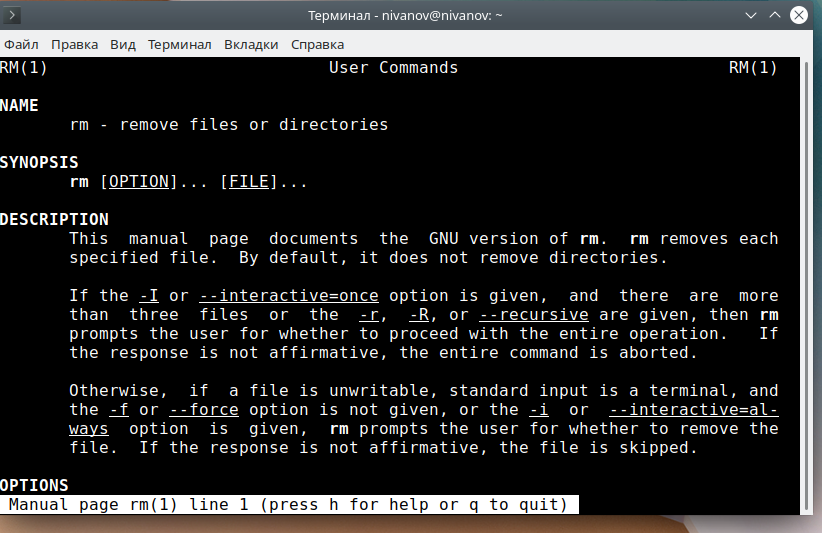 Терминал - nivanov@nivanov: ~
Файл Правка Вид Терминал Вкладки Справка
RM(1) User Commands RM(1)
NAME
rm - remove files or directories
SYNOPSIS
rm [OPTION]... [FILE]...
DESCRIPTION
This manual page documents the GNU version of rm. rm removes each
specified file. By default, it does not remove directories.
If the -I or --interactive=once option is given, and there are more
than three files or the -r, -R, or --recursive are given, then rm
prompts the user for whether to proceed with the entire operation. If
the response is not affirmative, the entire command is aborted.
Otherwise, if a file is unwritable, standard input is a terminal, and
the -f or --force option is not given, or the -i or --interactive=al-
ways option is given, rm prompts the user for whether to remove the
file. If the response is not affirmative, the file is skipped.
OPTIONS
Manual page rm(1) line 1 (press h for help or q to quit)